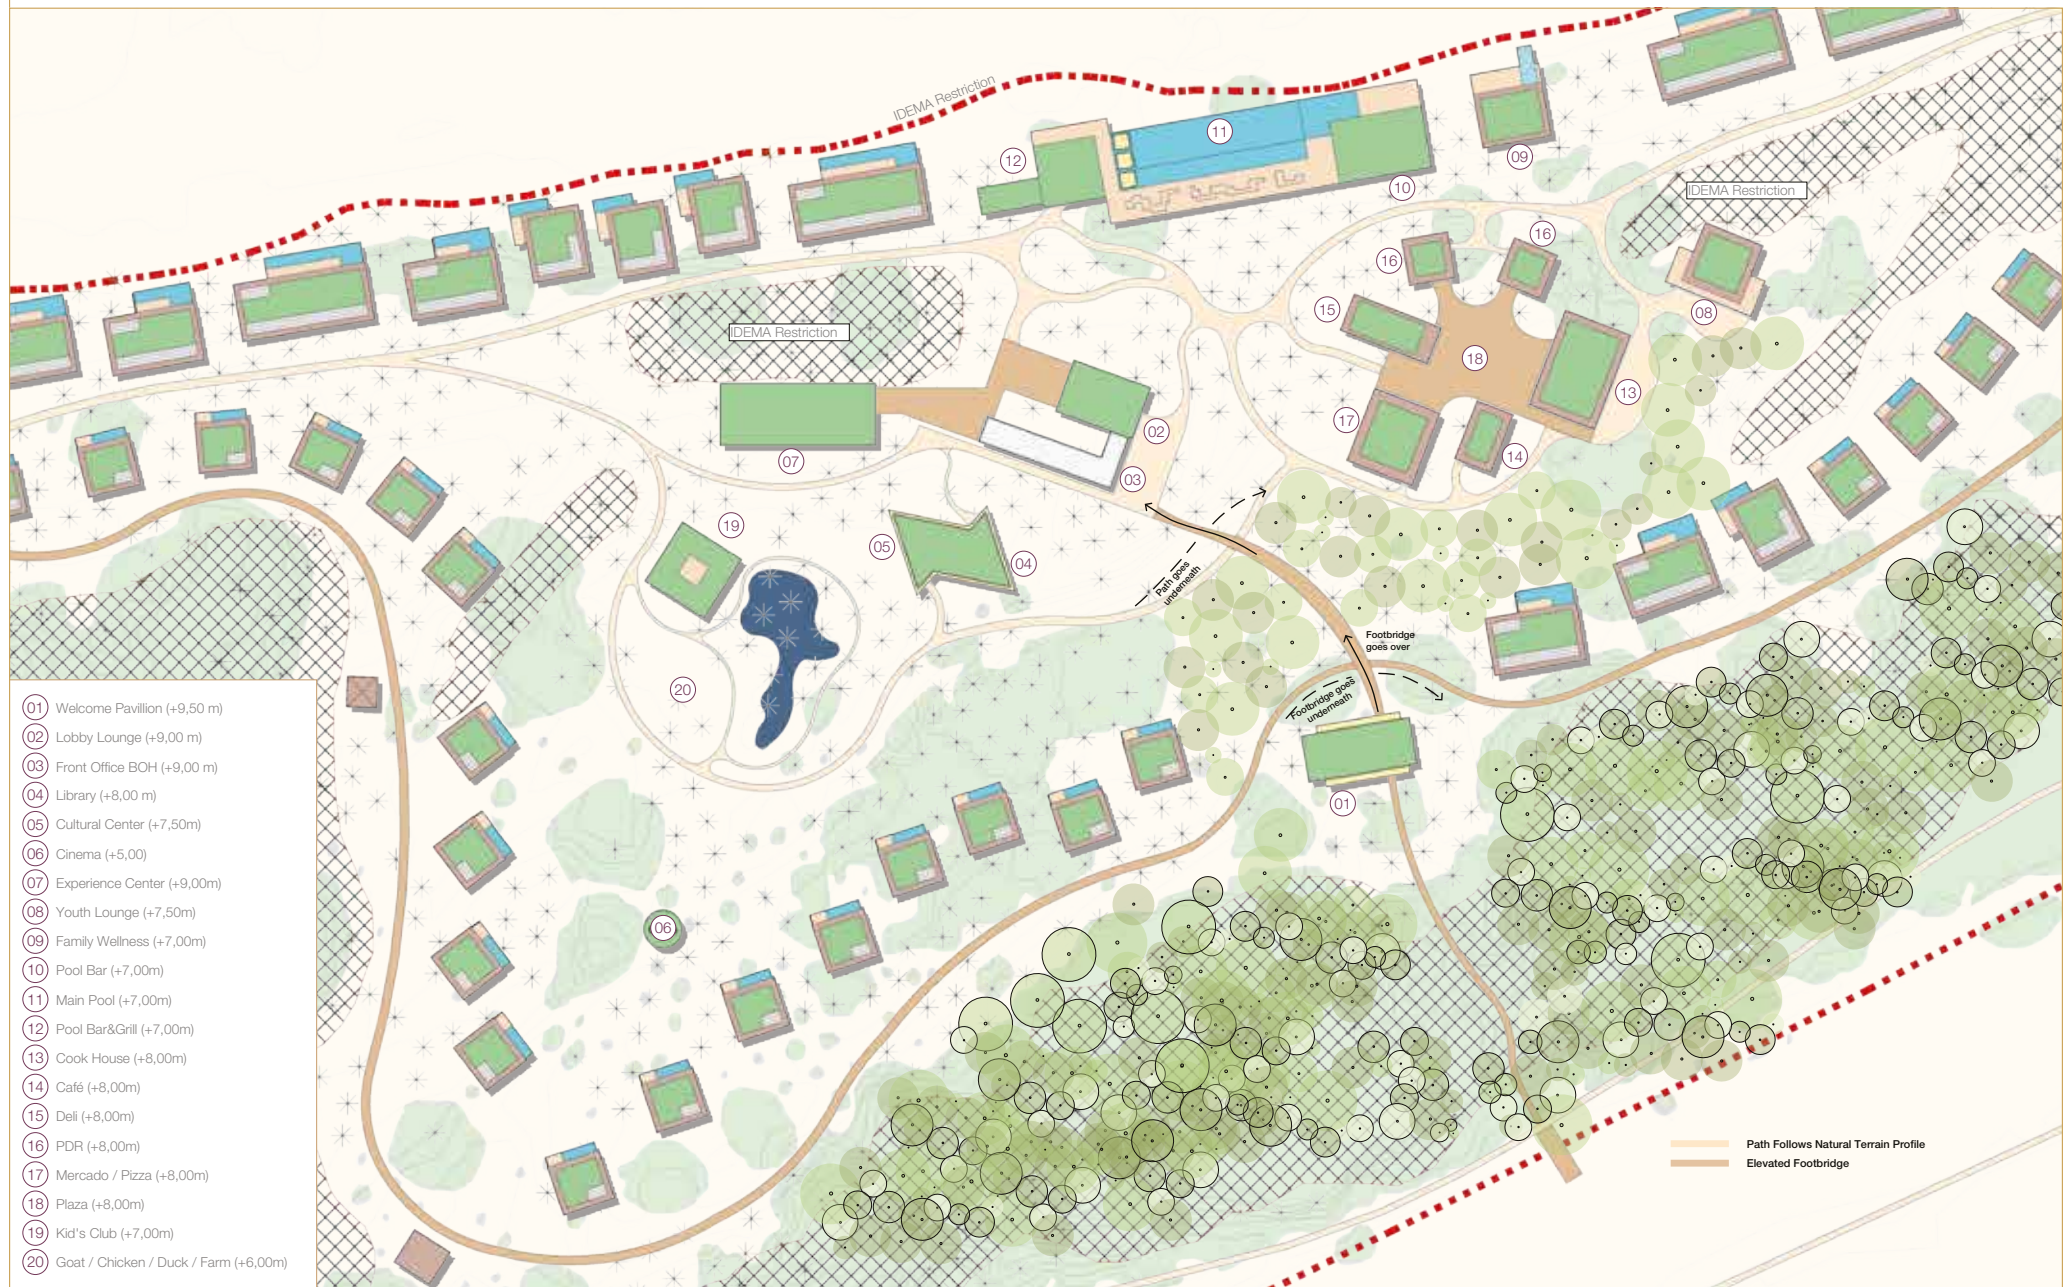 IDEMA Restriction
11
12
09
10
IDEMA Restriction
16
16
15
08
IDEMA Restriction
18
13
17
02
14
07
03
19
05
04
Path goes
underneath
Footbridge
goes over
20
Footbridge goes
underneath
01
06
01 Welcome Pavillion (+9,50 m)
02 Lobby Lounge (+9,00 m)
03 Front Office BOH (+9,00 m)
04 Library (+8,00 m)
05 Cultural Center (+7,50m)
06 Cinema (+5,00)
07 Experience Center (+9,00m)
08 Youth Lounge (+7,50m)
09 Family Wellness (+7,00m)
10 Pool Bar (+7,00m)
11 Main Pool (+7,00m)
12 Pool Bar&Grill (+7,00m)
13 Cook House (+8,00m)
14 Café (+8,00m)
15 Deli (+8,00m)
16 PDR (+8,00m)
17 Mercado / Pizza (+8,00m)
18 Plaza (+8,00m)
19 Kid's Club (+7,00m)
20 Goat / Chicken / Duck / Farm (+6,00m)
Path Follows Natural Terrain Profile
Elevated Footbridge